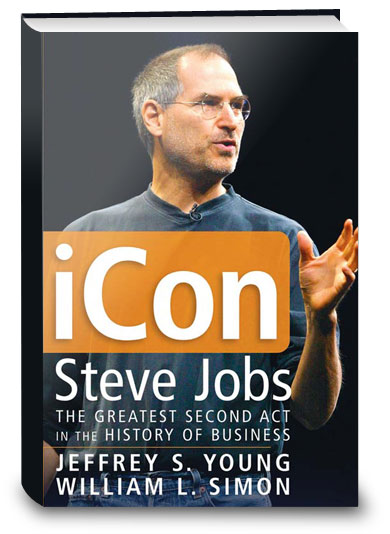 iCon
Steve Jobs
THE GREATEST SECOND ACT
IN THE HISTORY OF BUSINESS
JEFFREY S. YOUNG
WILLIAM L. SIMON